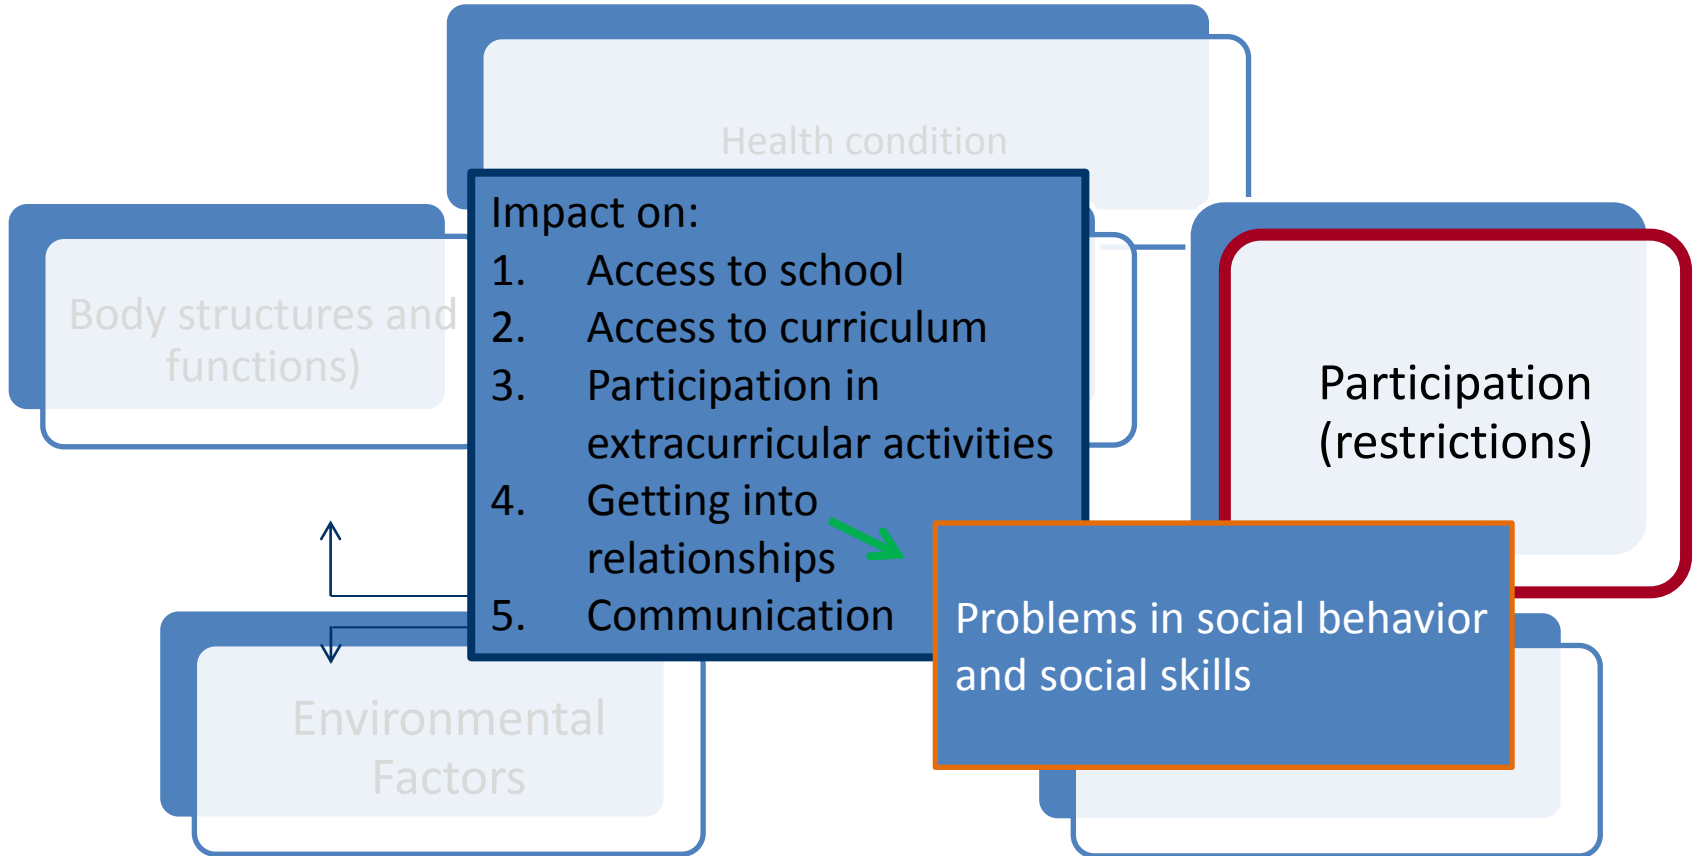 Health condition
Body structures and
functions)
Impact on:
1. Access to school
2. Access to curriculum
3. Participation in
extracurricular activities
4. Getting into
relationships
5. Communication
Participation
(restrictions)
Problems in social behavior
and social skills
Environmental
Factors